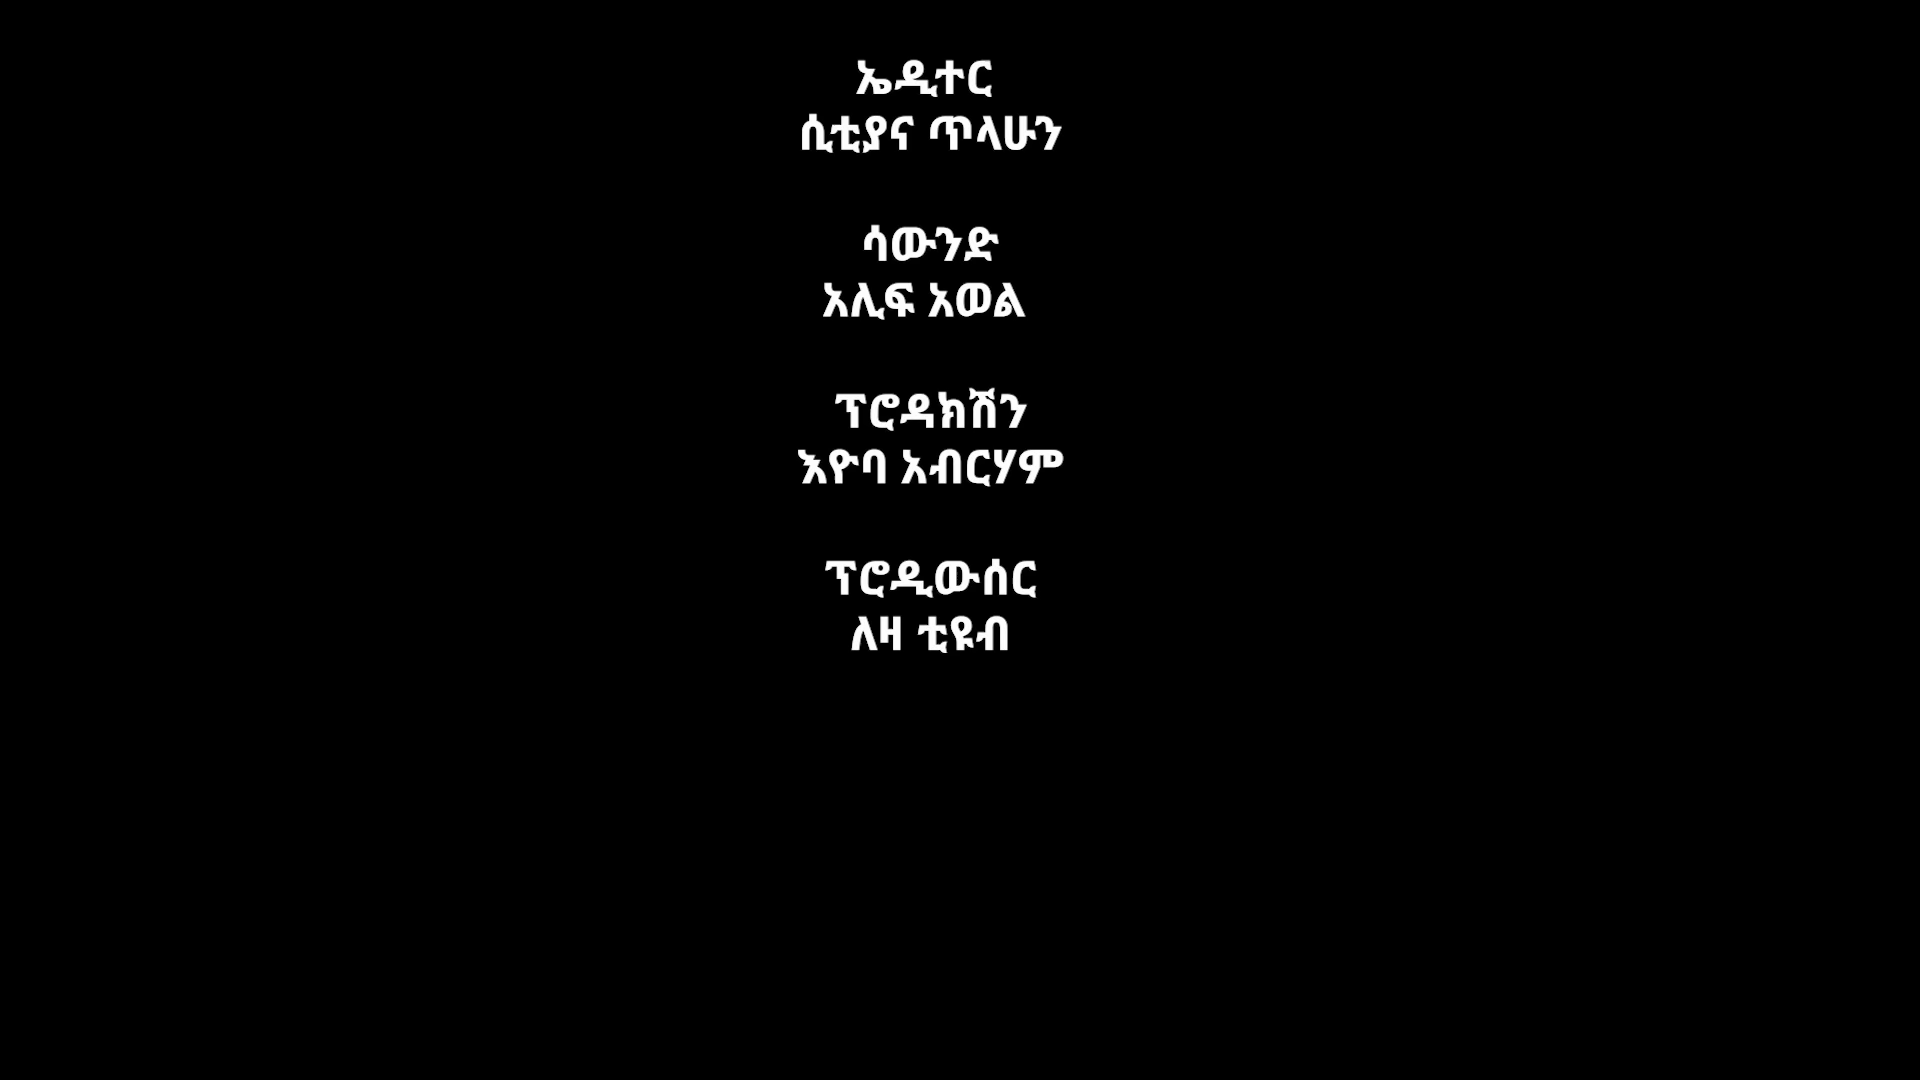 ኤዲተር
ሲቲያና ጥላሁን
ሳውንድ
አሊፍ አወል
ፕሮዳክሽን
እዮባ አብርሃም
ፕሮዲውሰር
ለዛ ቲዩብ